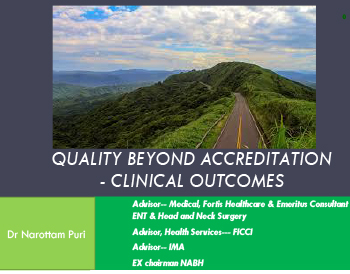 QUALITY BEYOND ACCREDITATION
- CLINICAL OUTCOMES
Dr Narottam Puri
Advisor-- Medical, Fortis Healthcare & Emeritus Consultant
ENT & Head and Neck Surgery
Advisor, Health Services--- FICCI
Advisor-- IMA
EX chairman NABH